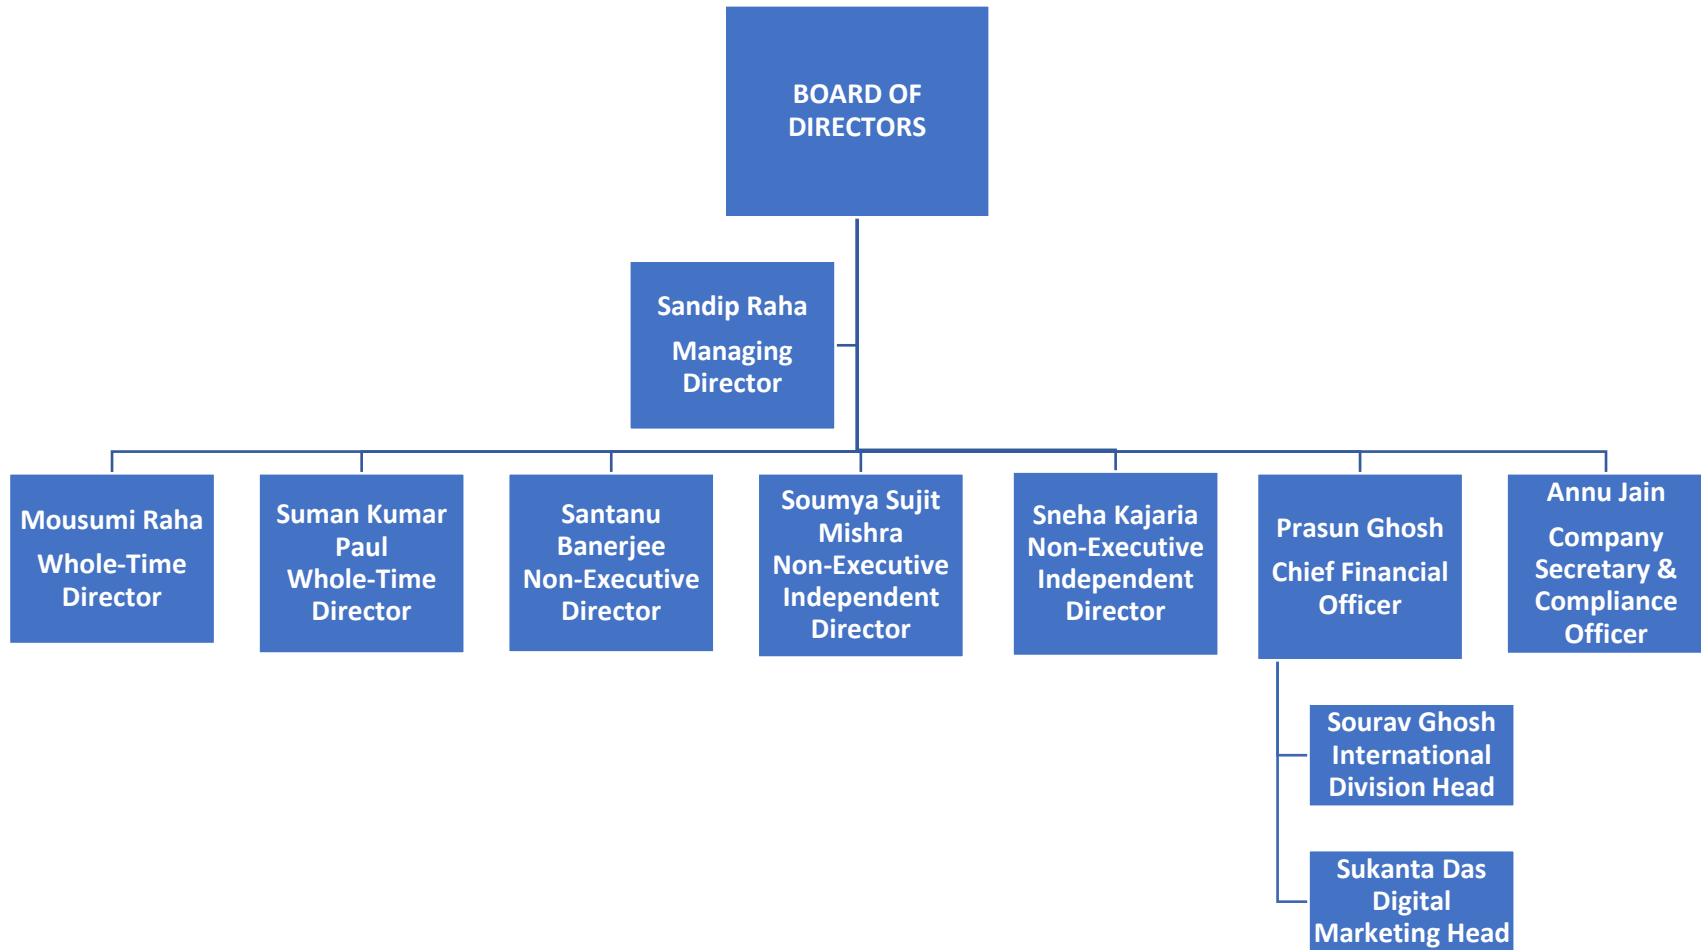 BOARD OF
DIRECTORS
Sandip Raha
Managing
Director
Mousumi Raha
Whole-Time
Director
Suman Kumar
Paul
Whole-Time
Director
Santanu
Banerjee
Non-Executive
Director
Soumya Sujit
Mishra
Non-Executive
Independent
Director
Sneha Kajaria
Non-Executive
Independent
Director
Prasun Ghosh
Chief Financial
Officer
Annu Jain
Company
Secretary &
Compliance
Officer
Sourav Ghosh
International
Division Head
Sukanta Das
Digital
Marketing Head